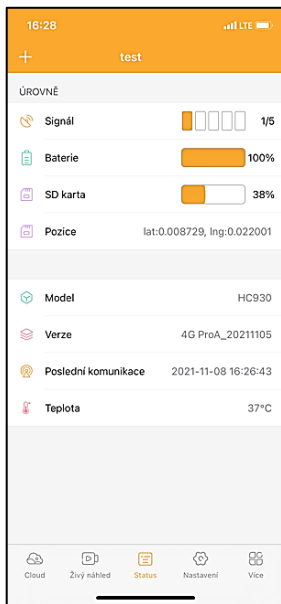 16:28 LTE
+ test
ÚROVNĚ
Signál 1/5
Baterie 100%
SD karta 38%
Pozice lat:0.008729, lng:0.022001
Model HC930
Verze 4G ProA_20211105
Poslední komunikace 2021-11-08 16:26:43
Teplota 37°C
Cloud Živý náhled Status Nastavení Více